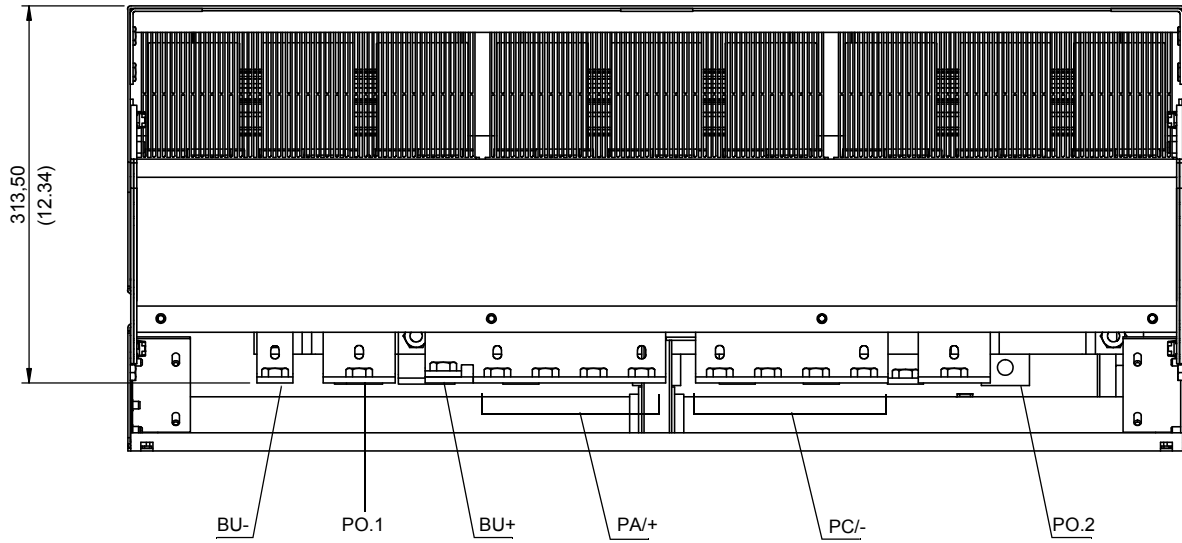 313,50
(12.34)
BU-
PO.1
BU+
PA/+
PC/-
PO.2